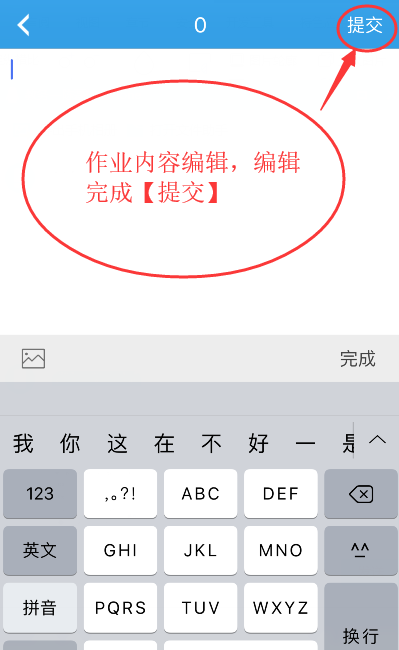 0 提交
作业内容编辑，编辑
完成【提交】
完成
我 你 这 在 不 好 一
123 ,。?! ABC DEF
英文 GHI JKL MNO ^^
拼音 PQRS TUV WXYZ
换行